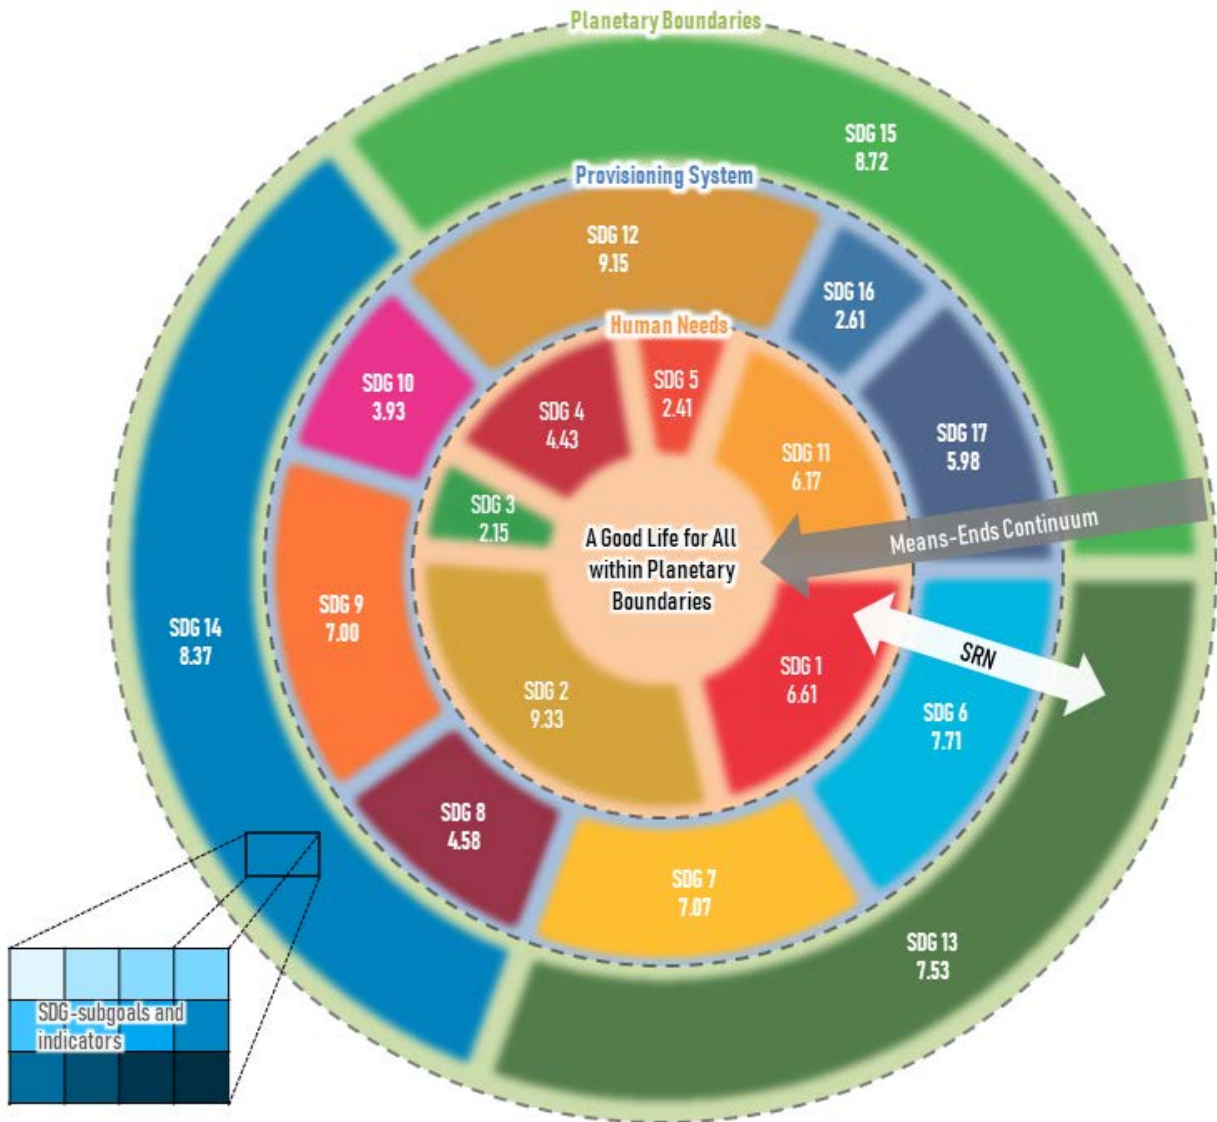 Planetary Boundaries
SDG 15
8.72
Provisioning System
SDG 12
9.15
SDG 16
2.61
Human Needs
SDG 10
3.93
SDG 4
4.43
SDG 5
2.41
SDG 11
6.17
SDG 17
5.98
SDG 3
2.15
Means-Ends Continuum
A Good Life for All
within Planetary
Boundaries
SDG 9
7.00
SDG 14
8.37
SDG 2
9.33
SDG 1
6.61
SRN
SDG 6
7.71
SDG 8
4.58
SDG 7
7.07
SDG 13
7.53
SDG-subgoals and
indicators